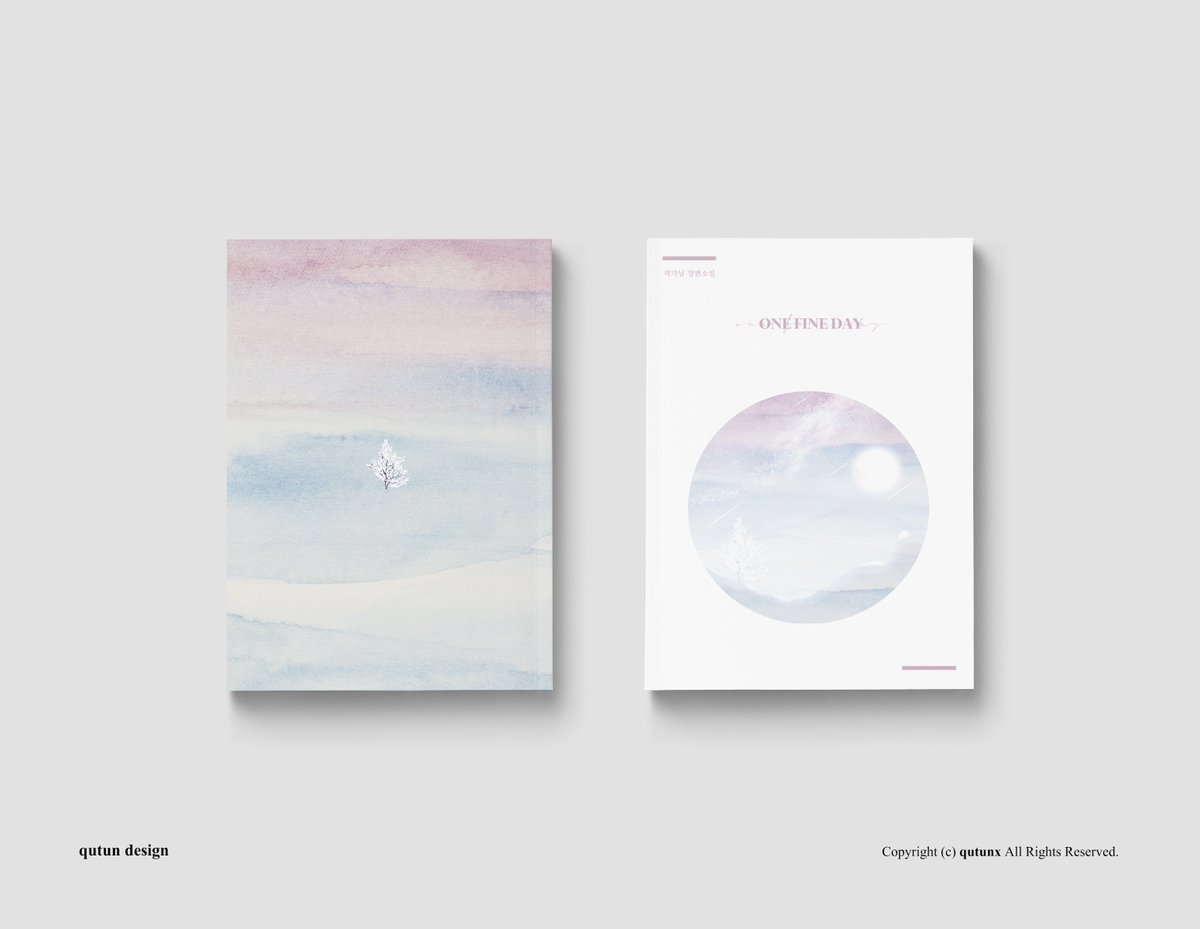 작가님 장편소설
ONE FINE DAY
qutun design
Copyright (c) qutunx All Rights Reserved.